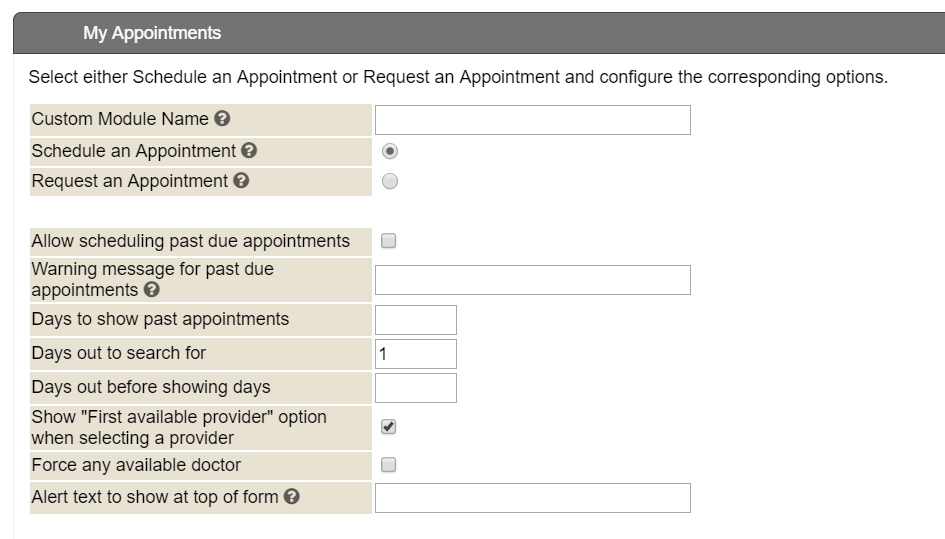 My Appointments
Select either Schedule an Appointment or Request an Appointment and configure the corresponding options.
Custom Module Name ?
Schedule an Appointment ?
Request an Appointment ?
Allow scheduling past due appointments
Warning message for past due
appointments ?
Days to show past appointments
Days out to search for 1
Days out before showing days
Show "First available provider" option
when selecting a provider
Force any available doctor
Alert text to show at top of form ?